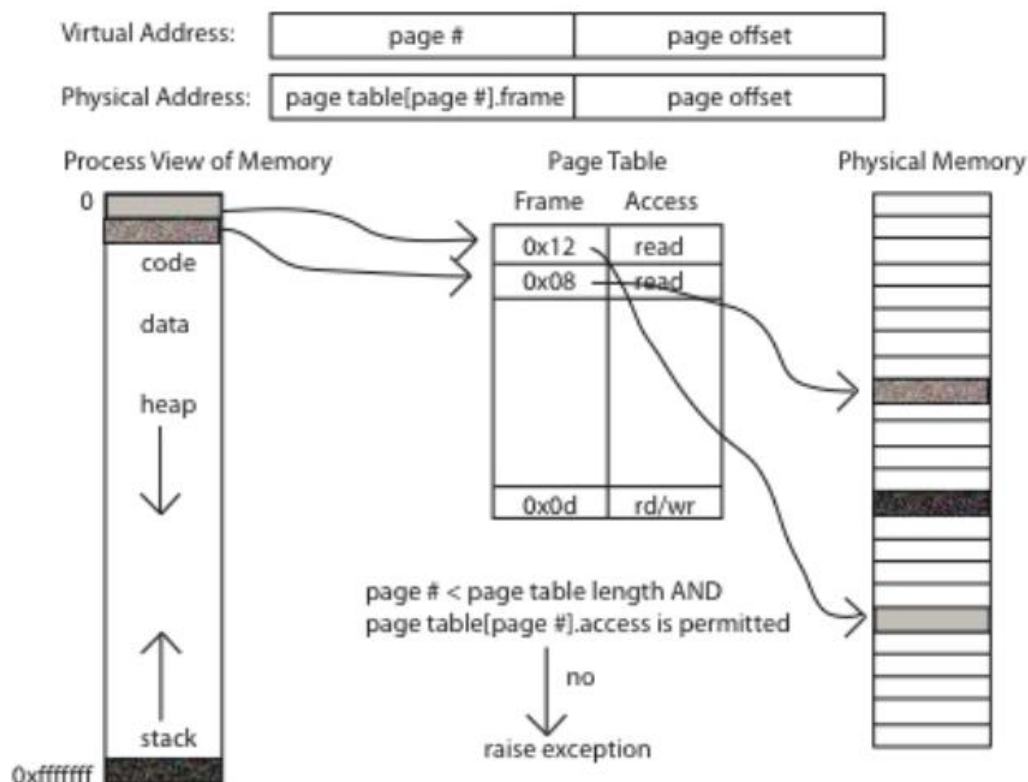 Virtual Address: page # page offset
Physical Address: page table[page #].frame page offset
Process View of Memory Page Table Physical Memory
Frame Access
0
0x12 read
code
0x08 read
data
heap
0x0d rd/wr
page # < page table length AND
page table[page #].access is permitted
no
stack
raise exception
0xfffffff